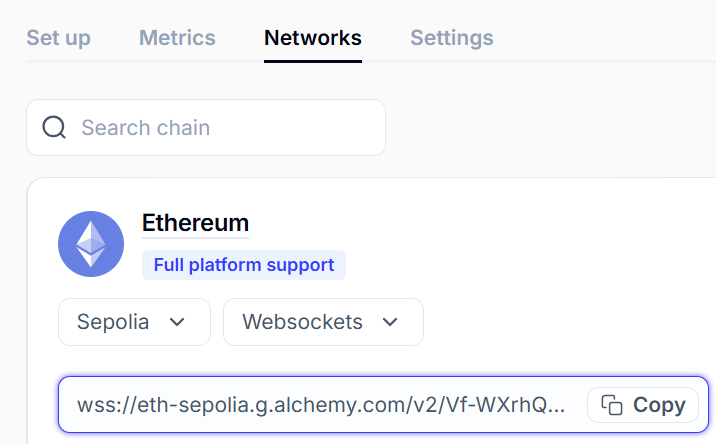 Set up Metrics Networks Settings
Search chain
Ethereum
Full platform support
Sepolia Websockets
wss://eth-sepolia.g.alchemy.com/v2/Vf-WXrhQ... Copy